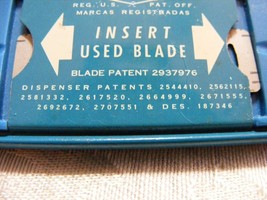 REG. U.S. PAT. OFF.
MARCAS REGISTRADAS
INSERT
USED BLADE
BLADE PATENT 2937976
DISPENSER PATENTS 2544410, 2562115,
2581332, 2617520, 2664999, 2671555,
2692672, 2707551 & DES. 187346